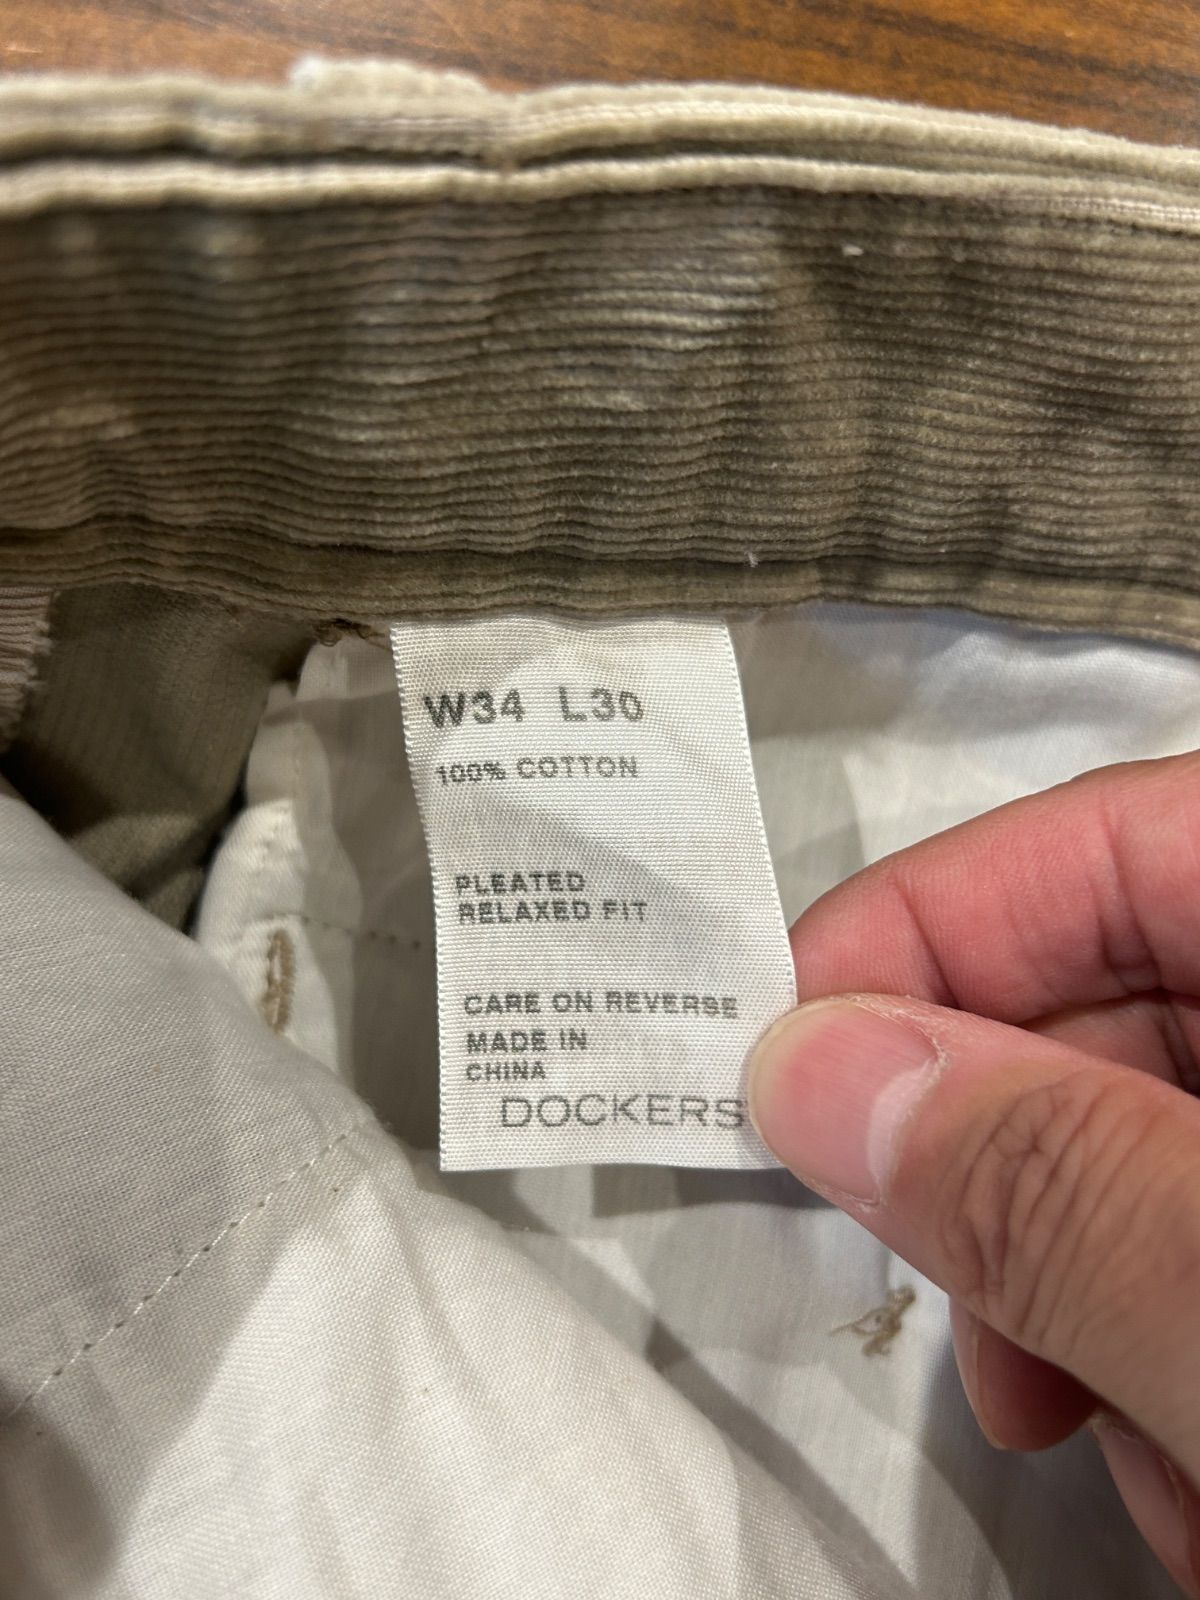 W34 L30
100% COTTON
PLEATED
RELAXED FIT
CARE ON REVERSE
MADE IN
CHINA
DOCKERS